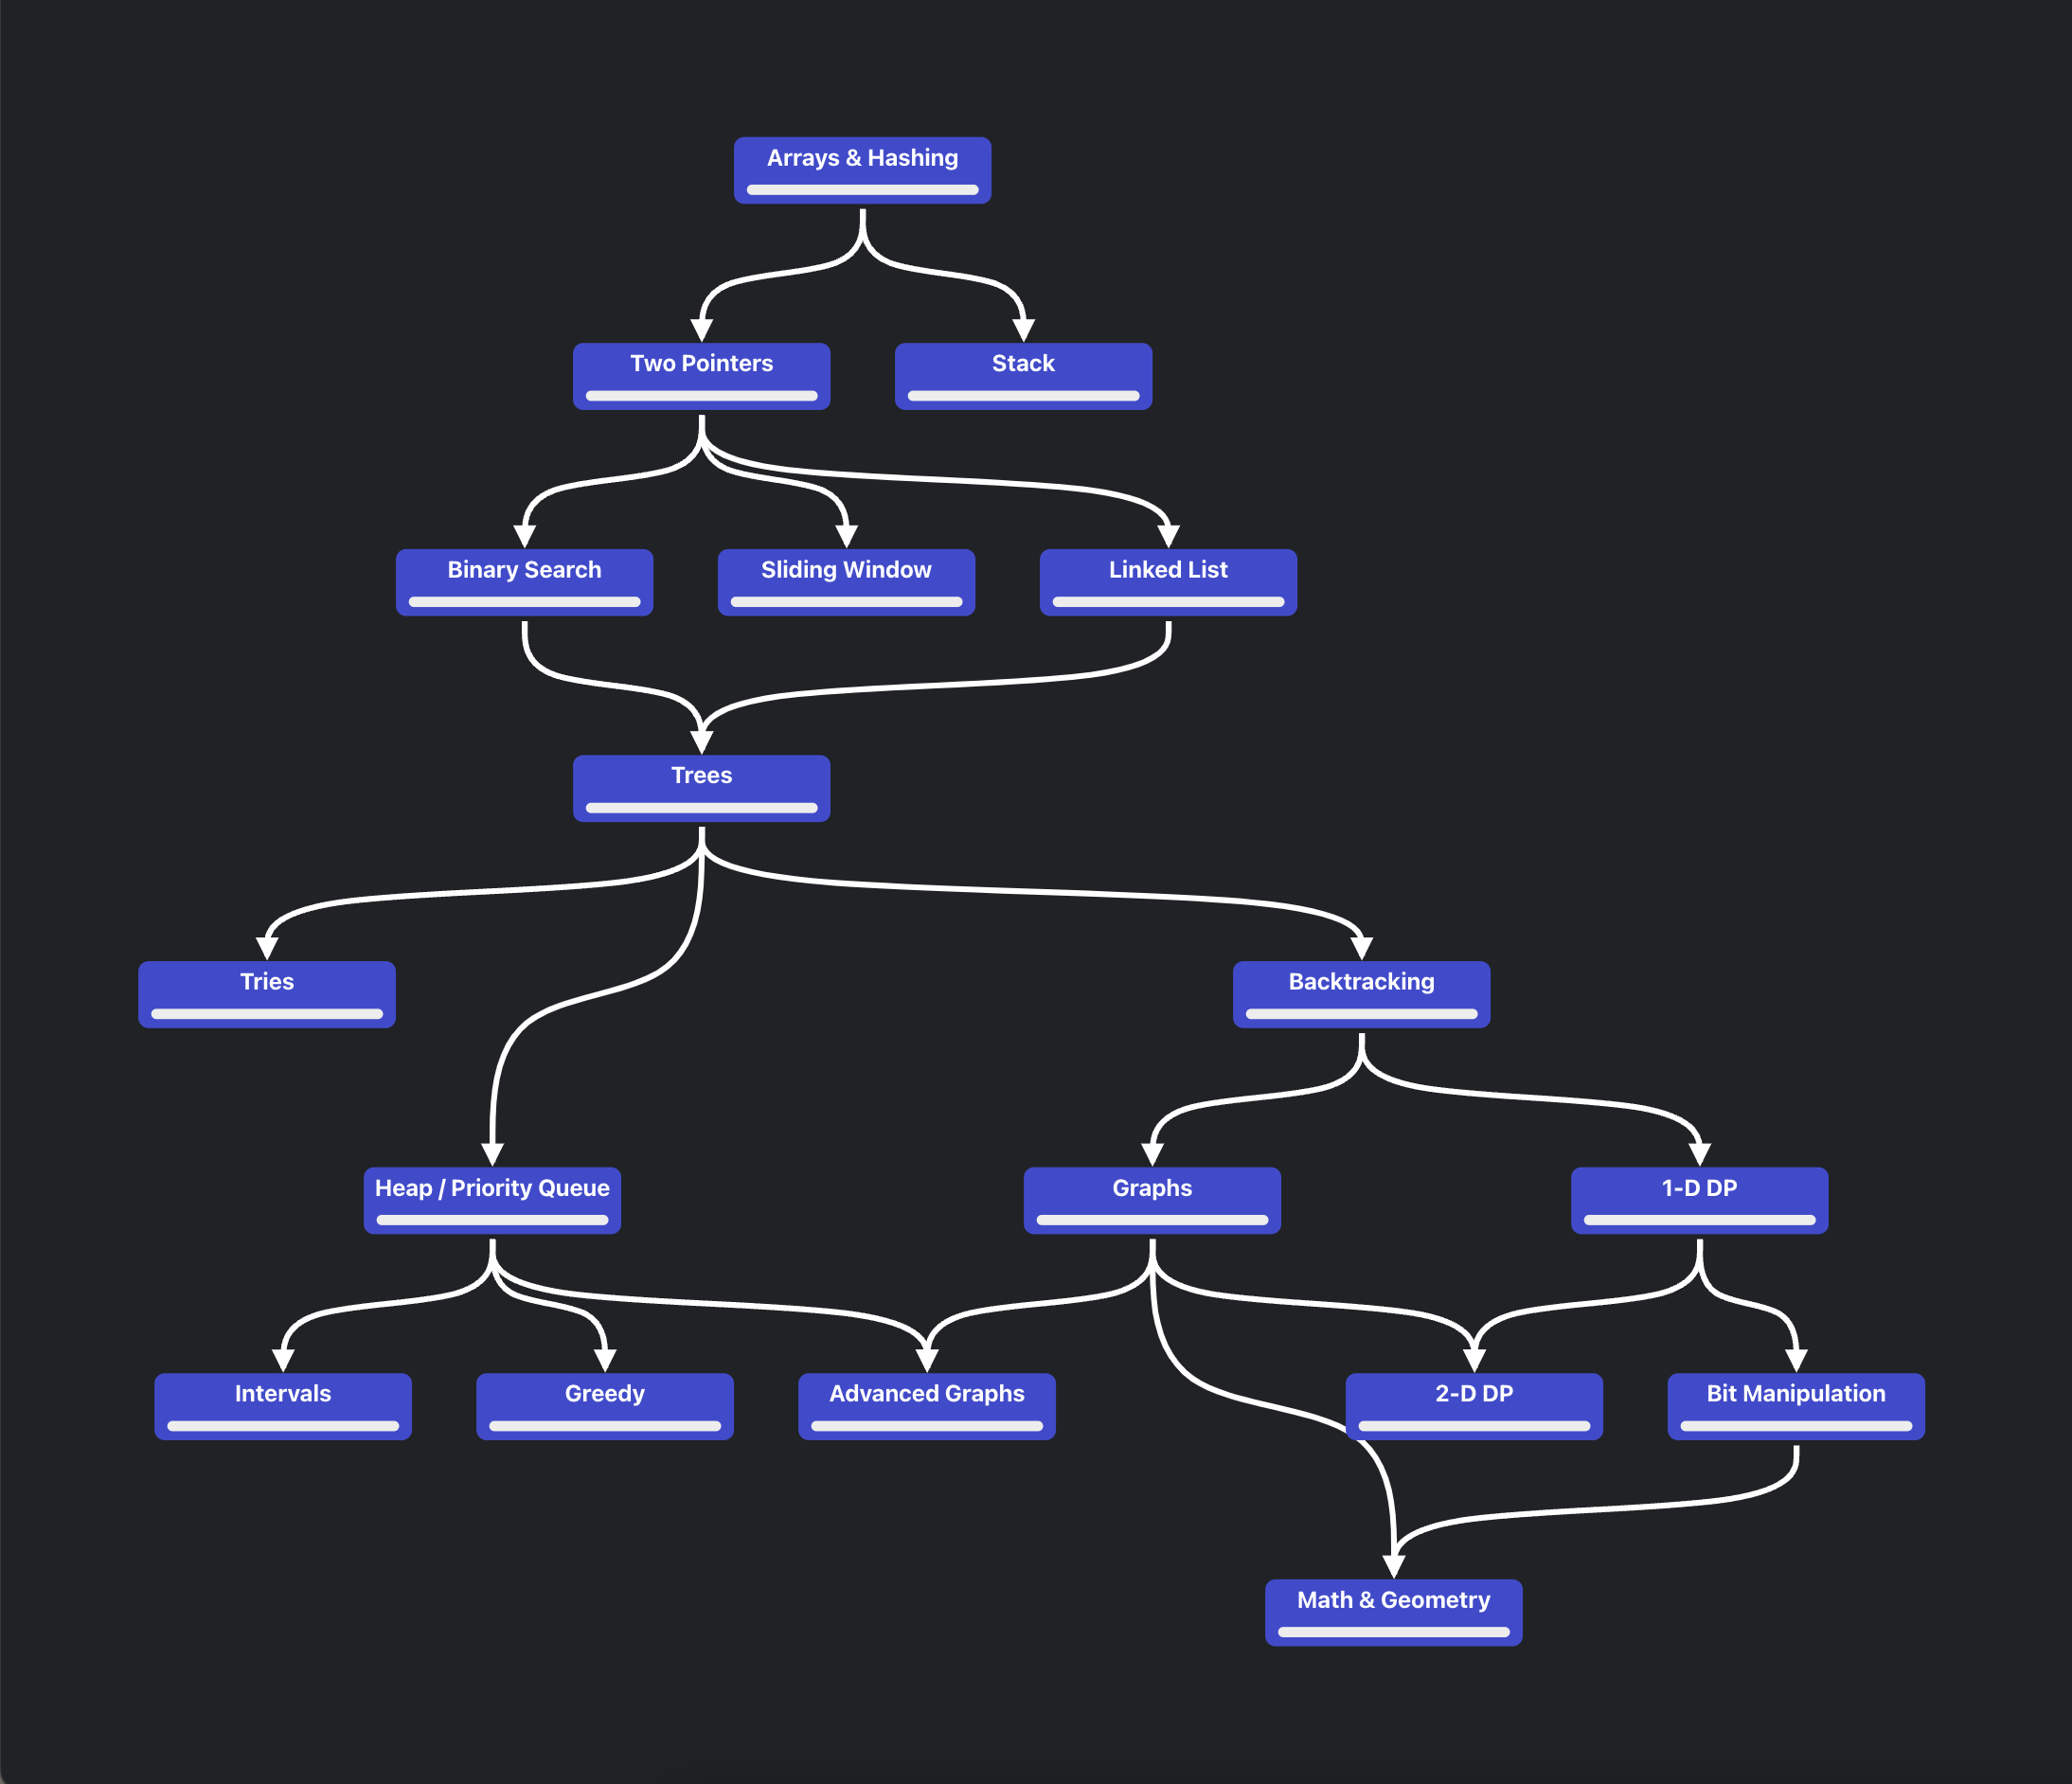 Arrays & Hashing
Two Pointers
Stack
Binary Search
Sliding Window
Linked List
Trees
Tries
Backtracking
Heap / Priority Queue
Graphs
1-D DP
Intervals
Greedy
Advanced Graphs
2-D DP
Bit Manipulation
Math & Geometry